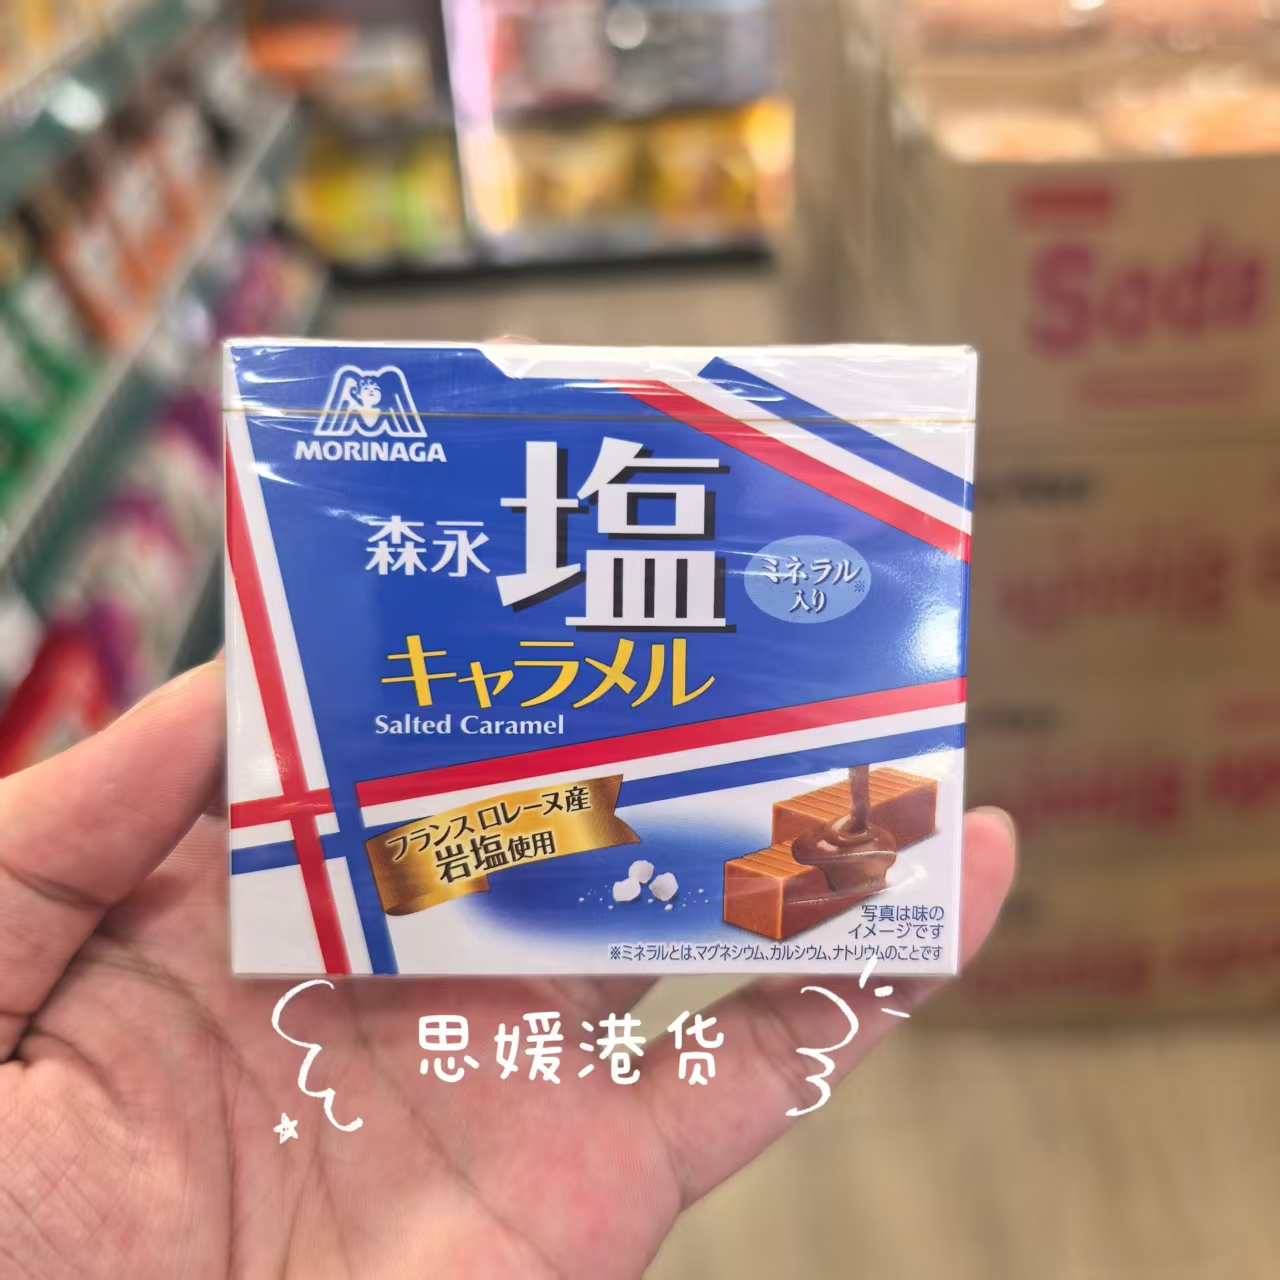 Soda
MORINAGA
森永
塩
ミネラル※
入り
キャラメル
Salted Caramel
フランス ロレーヌ産
岩塩使用
写真は味の
イメージです
※ミネラルとは、マグネシウム、カルシウム、ナトリウムのことです
思媛港货